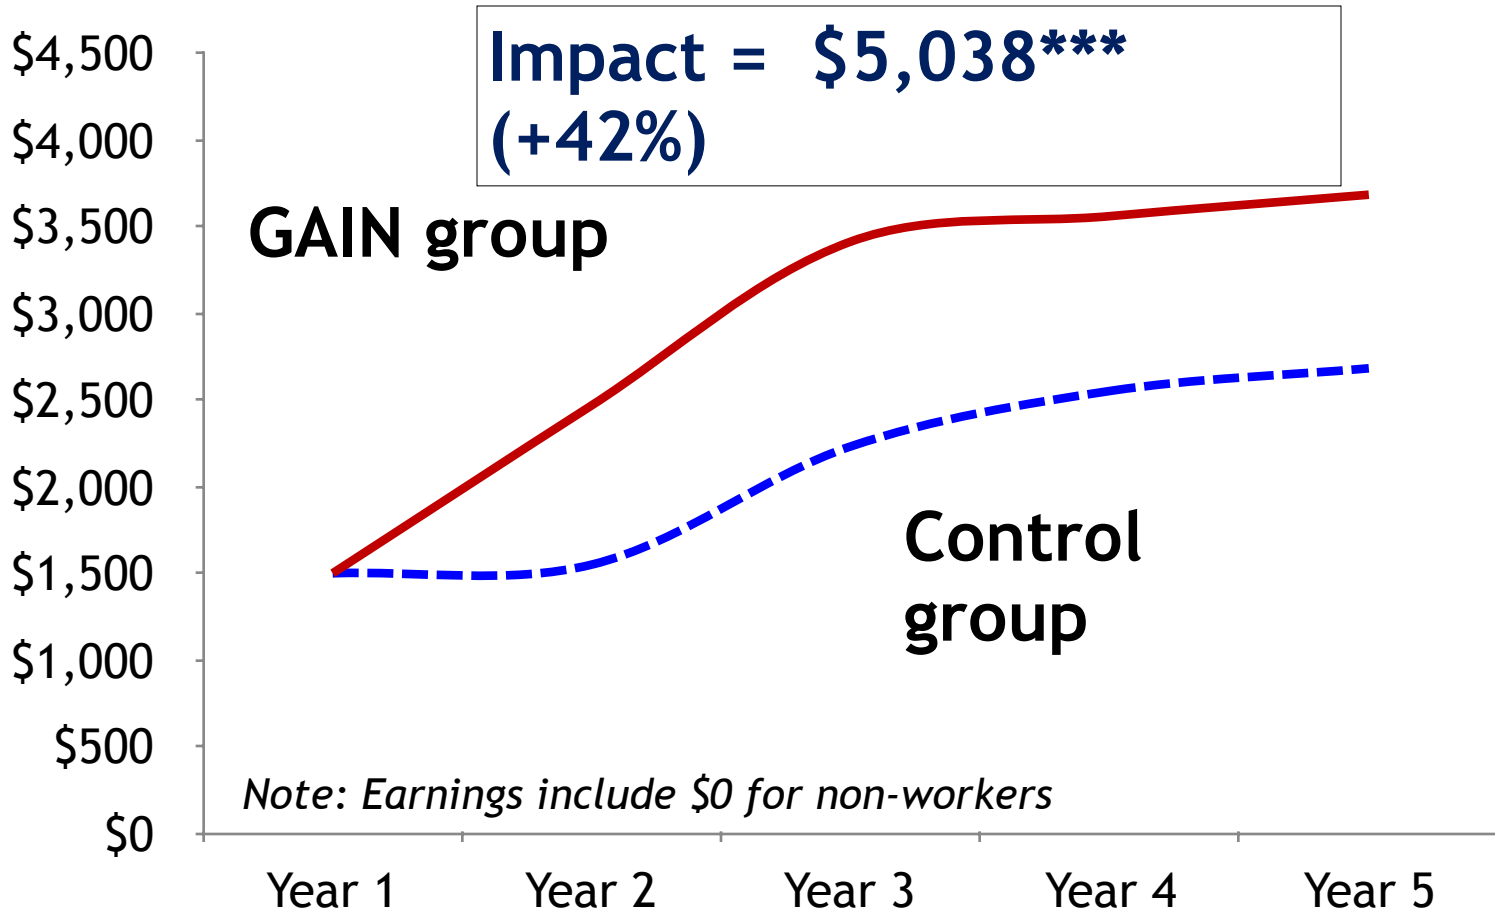 Impact =  $5,038***
(+42%)
$4,500
$4,000
$3,500
$3,000
$2,500
$2,000
$1,500
$1,000
$500
$0
GAIN group
Control
group
Note: Earnings include $0 for non-workers
Year 1
Year 2
Year 3
Year 4
Year 5